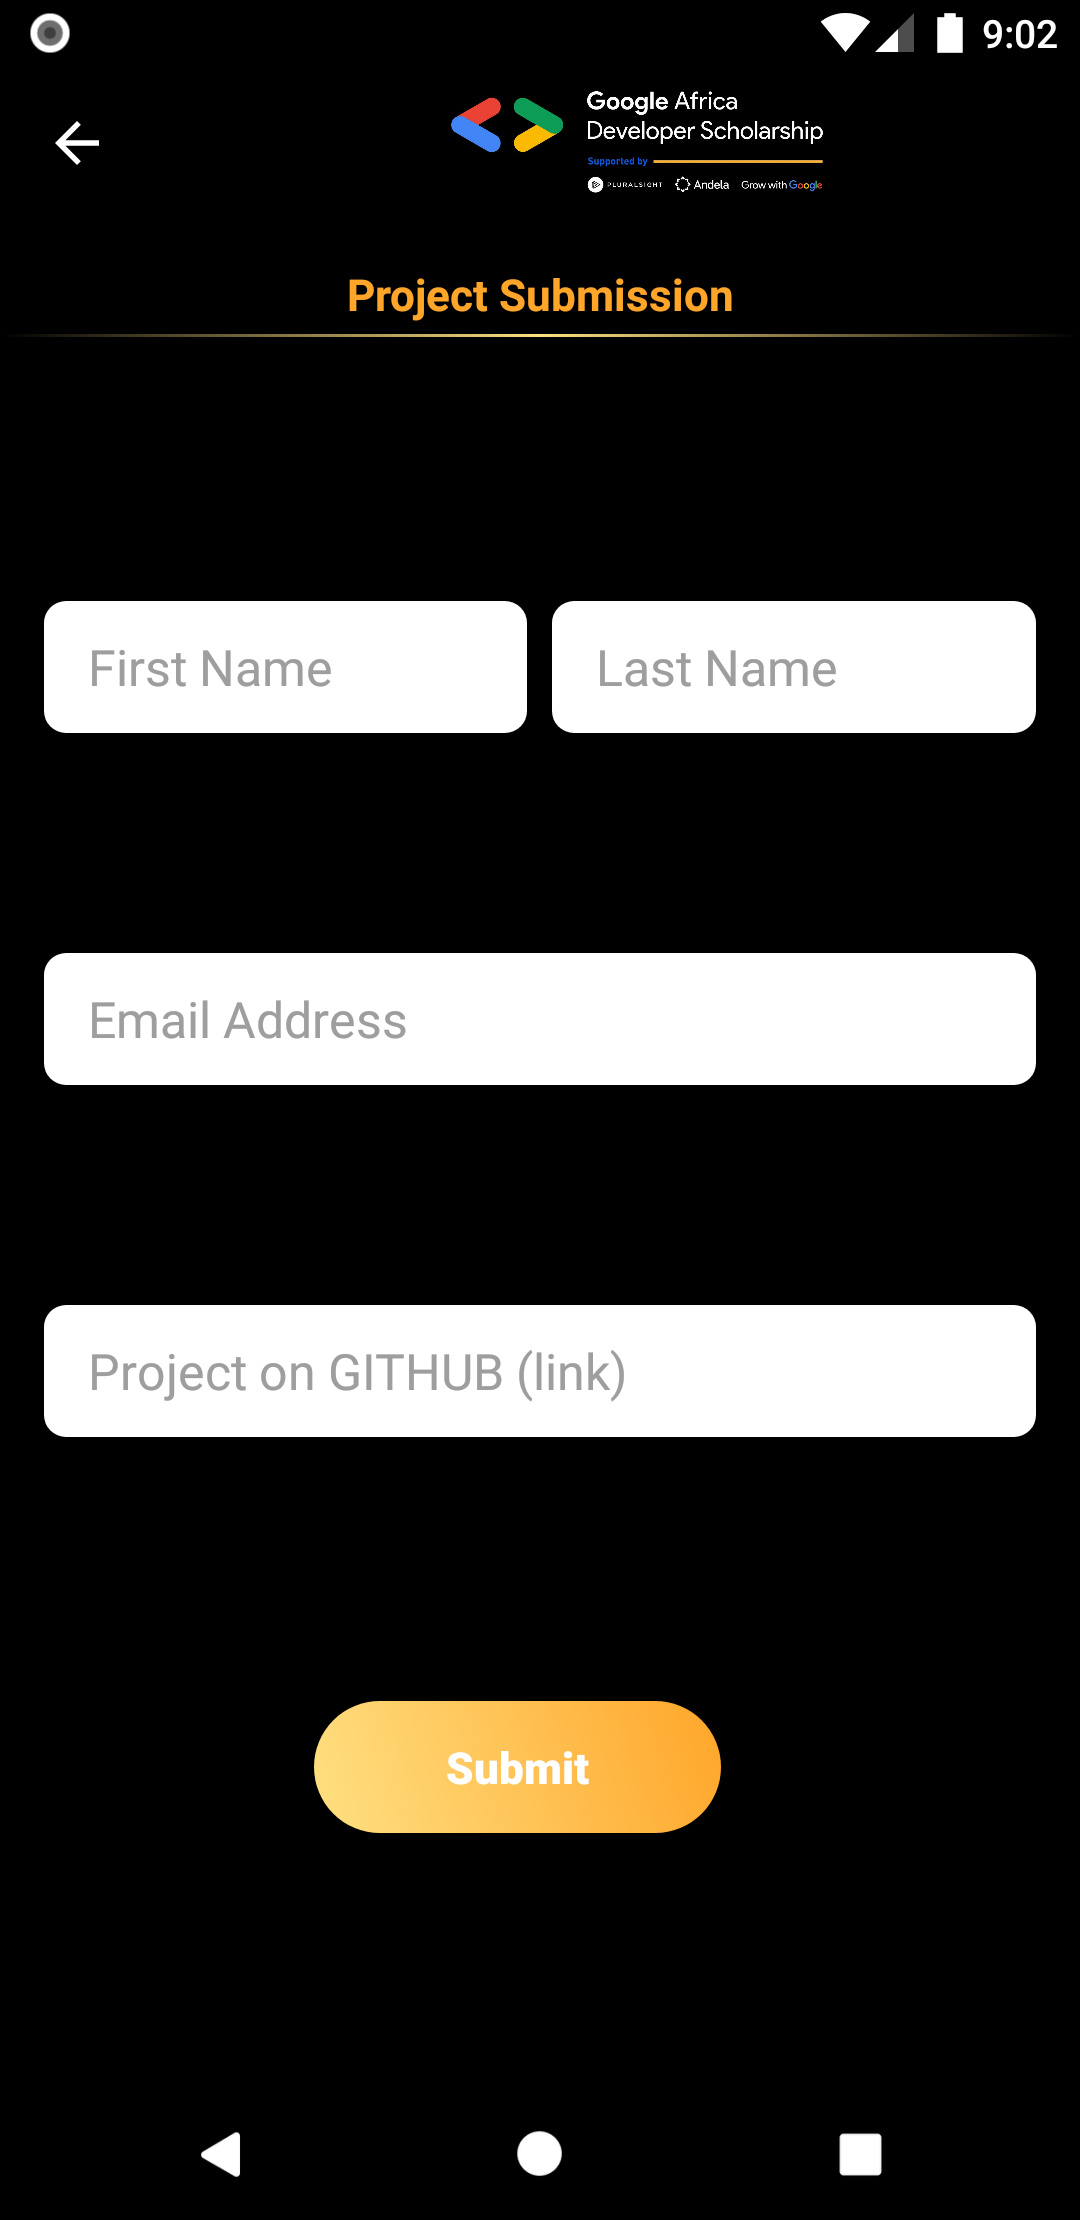 9:02
Google Africa
Developer Scholarship
Supported by
PLURALSIGHT Andela Grow with Google
Project Submission
First Name Last Name
Email Address
Project on GITHUB (link)
Submit